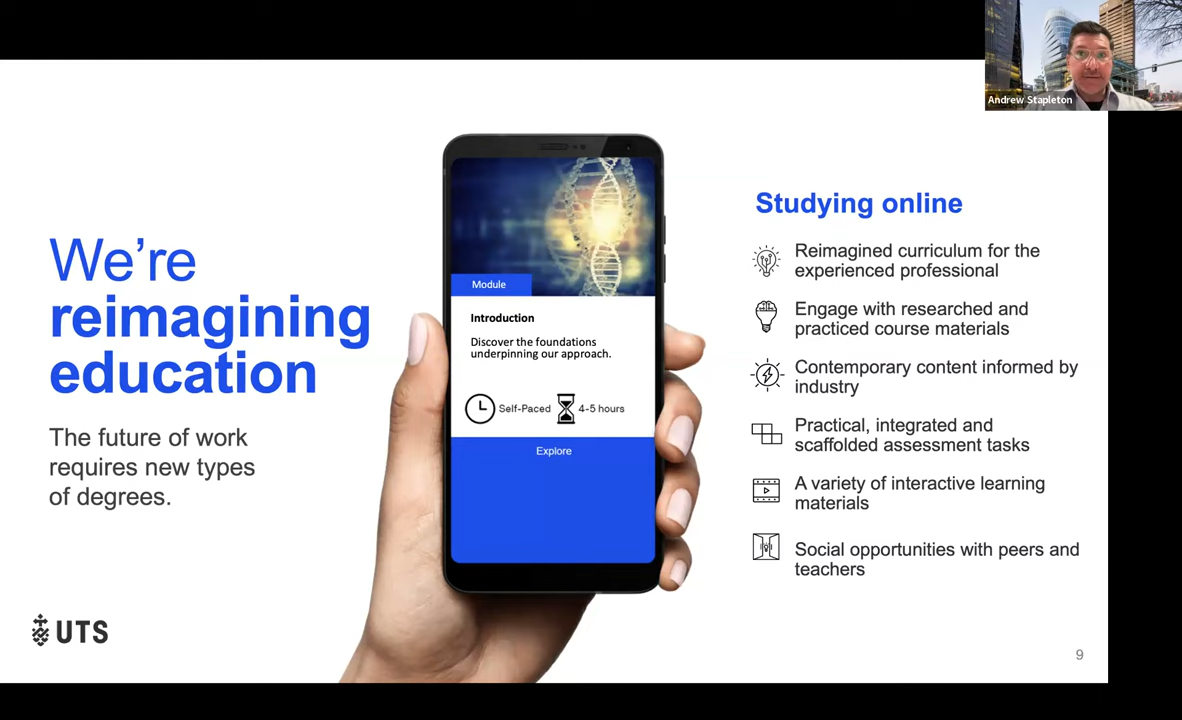 Andrew Stapleton
We're
reimagining
education
The future of work
requires new types
of degrees.
Module
Introduction
Discover the foundations
underpinning our approach.
Self-Paced
4-5 hours
Explore
Studying online
Reimagined curriculum for the
experienced professional
Engage with researched and
practiced course materials
Contemporary content informed by
industry
Practical, integrated and
scaffolded assessment tasks
A variety of interactive learning
materials
Social opportunities with peers and
teachers
UTS
9